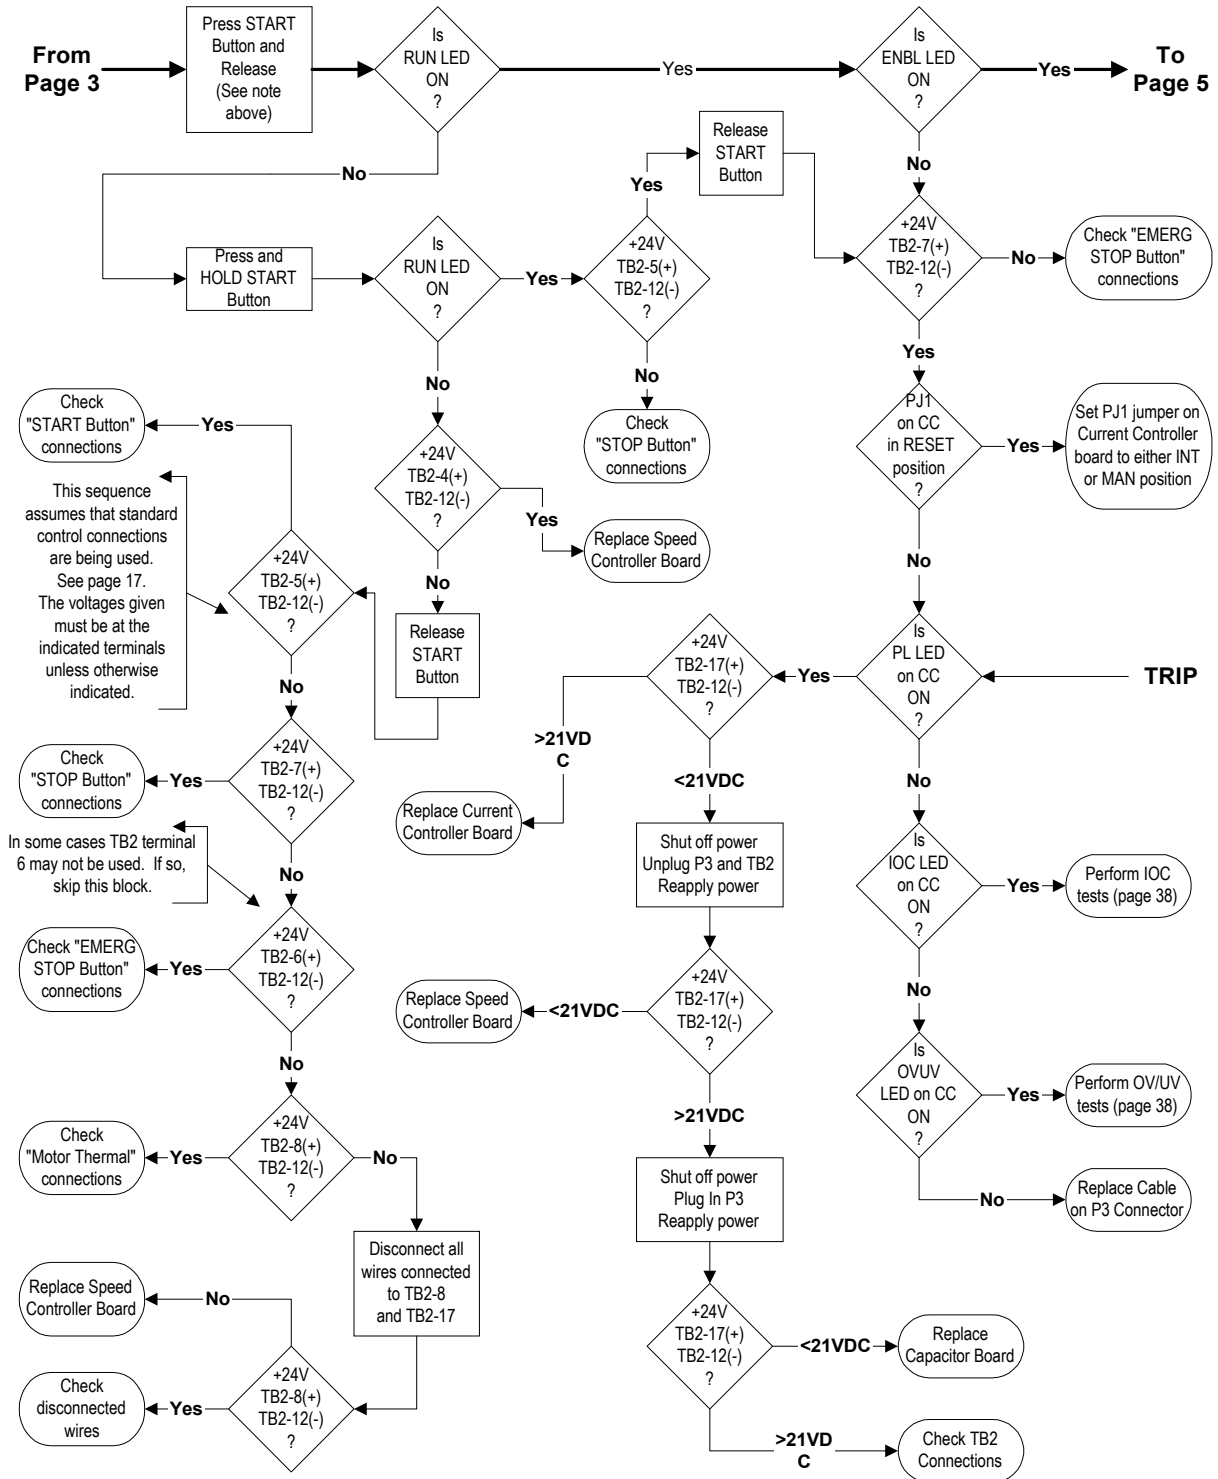 From
Page 3
Press START
Button and
Release
(See note
above)
Is
RUN LED
ON
?
Yes
Is
ENBL LED
ON
?
Yes
To
Page 5
No
Press and
HOLD START
Button
Is
RUN LED
ON
?
Yes
+24V
TB2-5(+)
TB2-12(-)
?
Yes
Release
START
Button
No
+24V
TB2-7(+)
TB2-12(-)
?
No
Check "EMERG
STOP Button"
connections
No
Check
"STOP Button"
connections
No
+24V
TB2-4(+)
TB2-12(-)
?
Yes
Replace Speed
Controller Board
No
Release
START
Button
Yes
PJ1
on CC
in RESET
position
?
Yes
Set PJ1 jumper on
Current Controller
board to either INT
or MAN position
No
Check
"START Button"
connections
Yes
This sequence
assumes that standard
control connections
are being used.
See page 17.
The voltages given
must be at the
indicated terminals
unless otherwise
indicated.
+24V
TB2-5(+)
TB2-12(-)
?
No
Check
"STOP Button"
connections
Yes
+24V
TB2-7(+)
TB2-12(-)
?
In some cases TB2 terminal
6 may not be used.  If so,
skip this block.
No
Check "EMERG
STOP Button"
connections
Yes
+24V
TB2-6(+)
TB2-12(-)
?
No
Check
"Motor Thermal"
connections
Yes
+24V
TB2-8(+)
TB2-12(-)
?
No
Disconnect all
wires connected
to TB2-8
and TB2-17
Replace Speed
Controller Board
No
+24V
TB2-8(+)
TB2-12(-)
?
Check
disconnected
wires
Yes
Is
PL LED
on CC
ON
?
TRIP
Yes
+24V
TB2-17(+)
TB2-12(-)
?
>21VD
C
Replace Current
Controller Board
<21VDC
Shut off power
Unplug P3 and TB2
Reapply power
+24V
TB2-17(+)
TB2-12(-)
?
<21VDC
Replace Speed
Controller Board
>21VDC
Shut off power
Plug In P3
Reapply power
+24V
TB2-17(+)
TB2-12(-)
?
<21VDC
Replace
Capacitor Board
>21VD
C
Check TB2
Connections
No
Is
IOC LED
on CC
ON
?
Yes
Perform IOC
tests (page 38)
No
Is
OVUV
LED on CC
ON
?
Yes
Perform OV/UV
tests (page 38)
No
Replace Cable
on P3 Connector